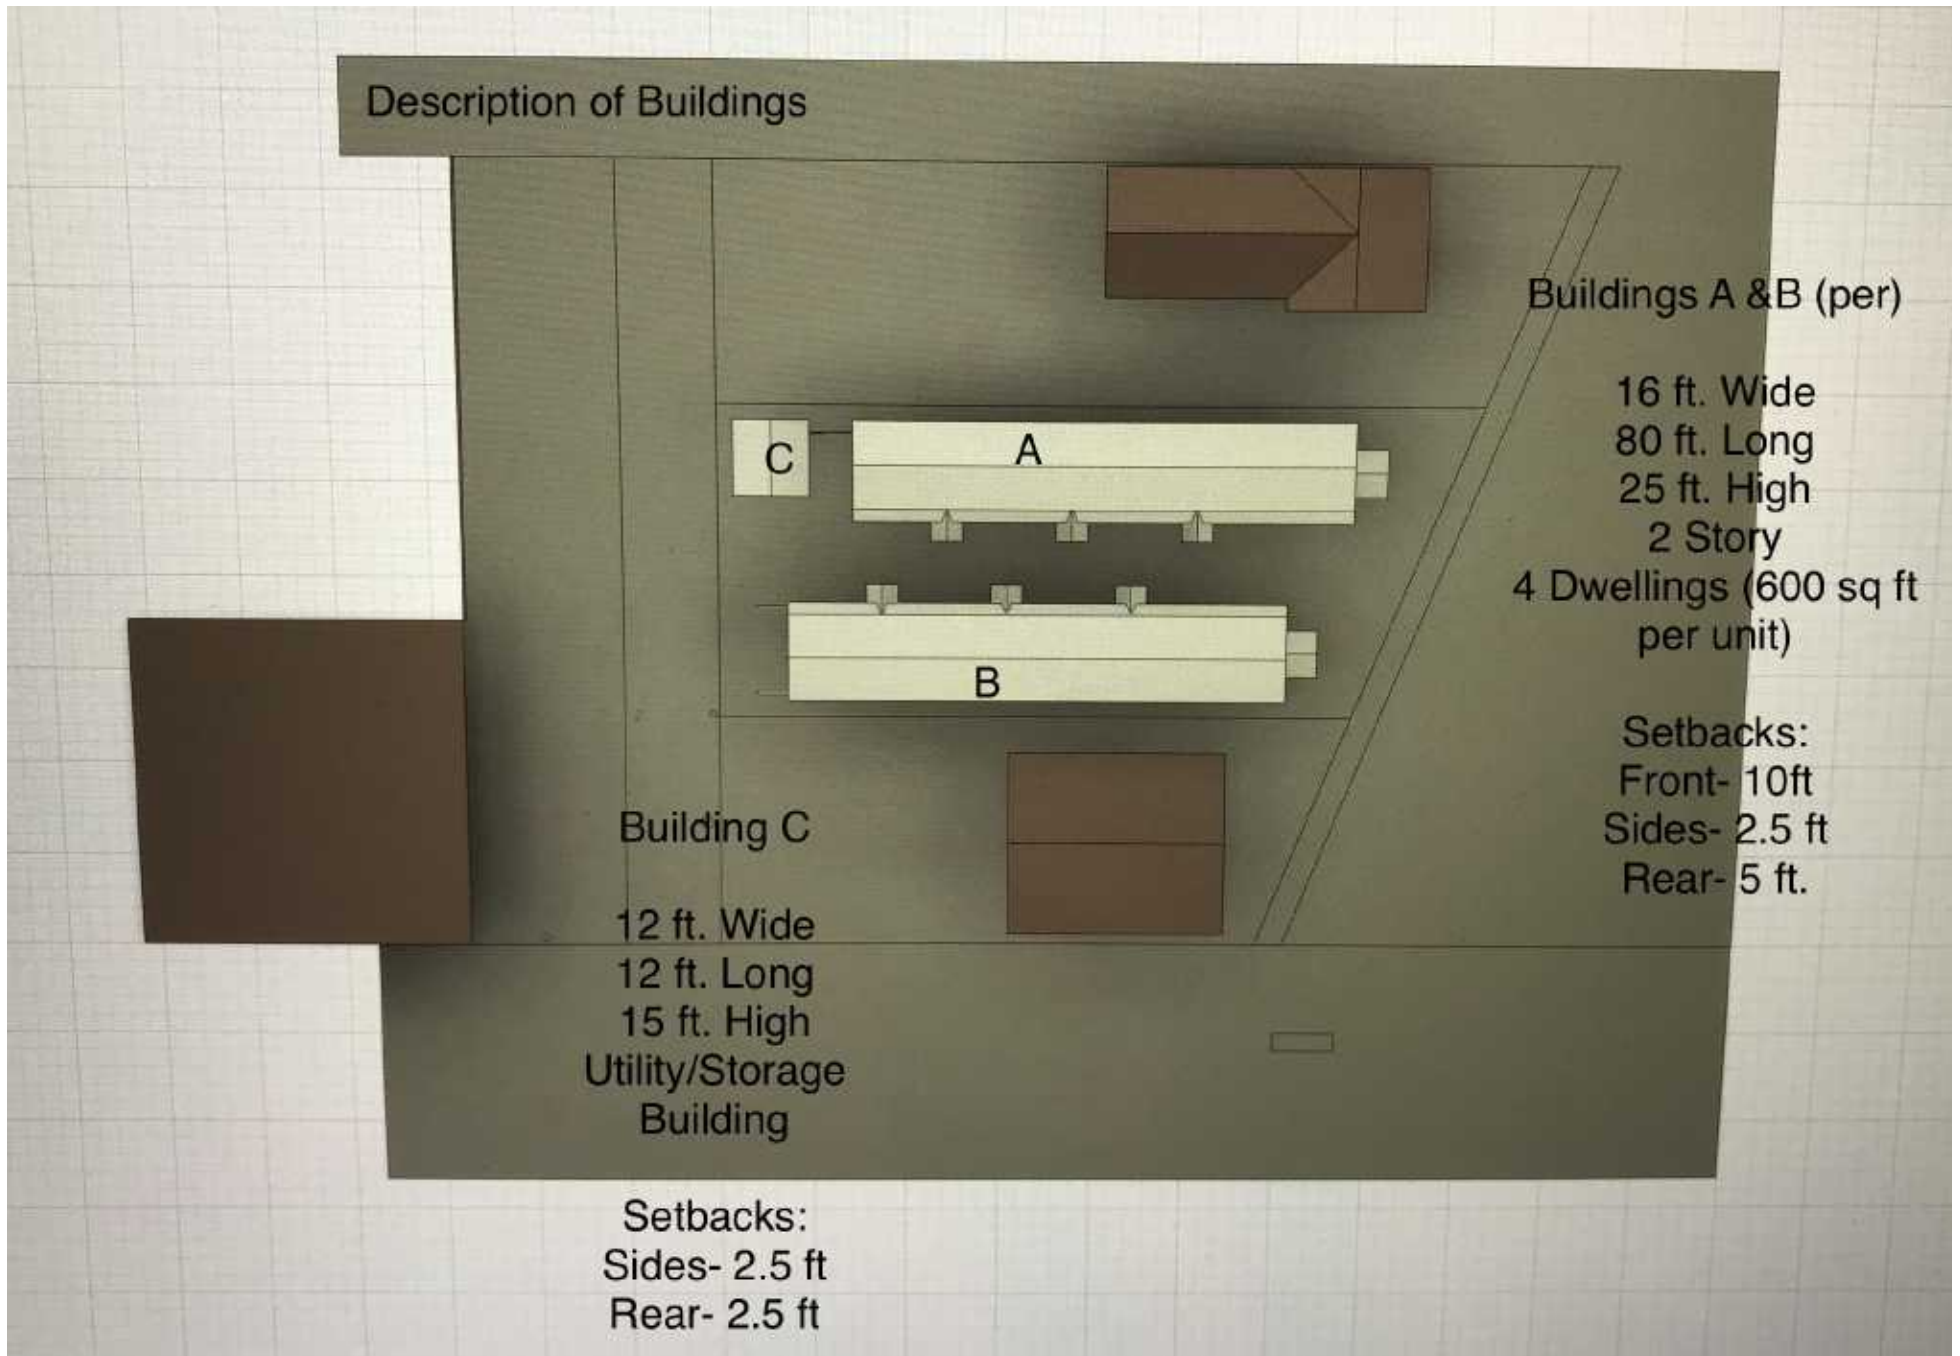 Description of Buildings
Buildings A &B (per)
16 ft. Wide
80 ft. Long
25 ft. High
2 Story
4 Dwellings (600 sq ft
per unit)
Setbacks:
Front- 10ft
Sides- 2.5 ft
Rear- 5 ft.
C
A
B
Building C
12 ft. Wide
12 ft. Long
15 ft. High
Utility/Storage
Building
Setbacks:
Sides- 2.5 ft
Rear- 2.5 ft